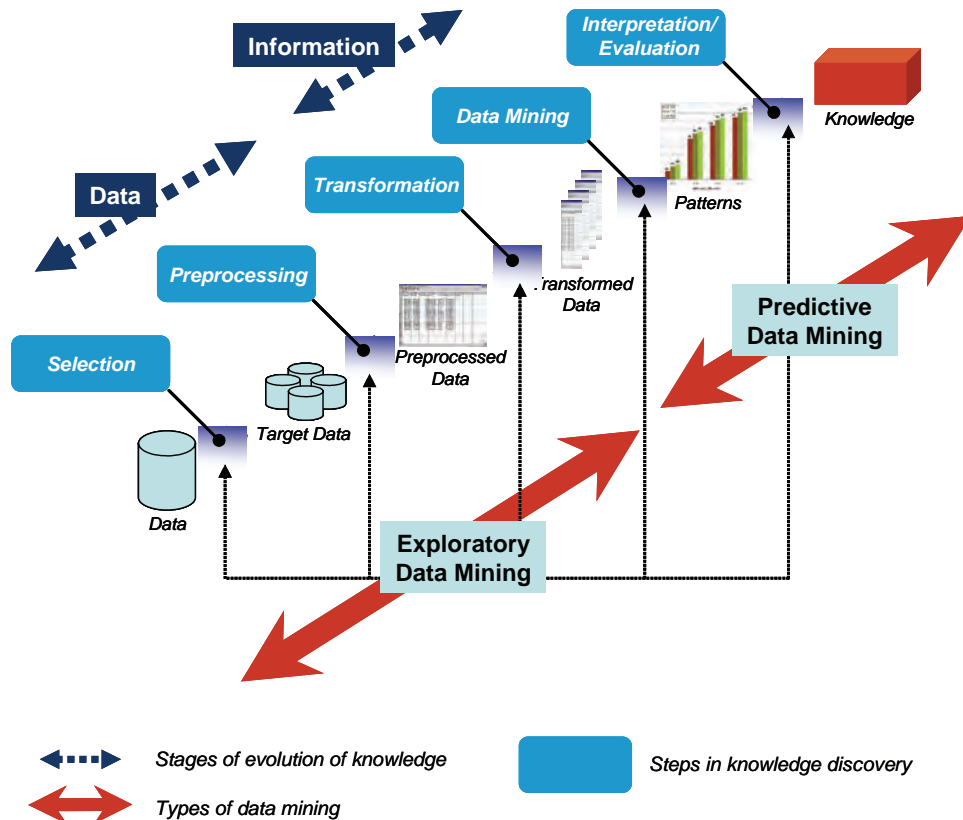 Information
Interpretation/
Evaluation
Data Mining
Knowledge
Data
Transformation
Patterns
Preprocessing
Transformed
Data
Predictive
Data Mining
Selection
Preprocessed
Data
Target Data
Data
Exploratory
Data Mining
Stages of evolution of knowledge
Steps in knowledge discovery
Types of data mining